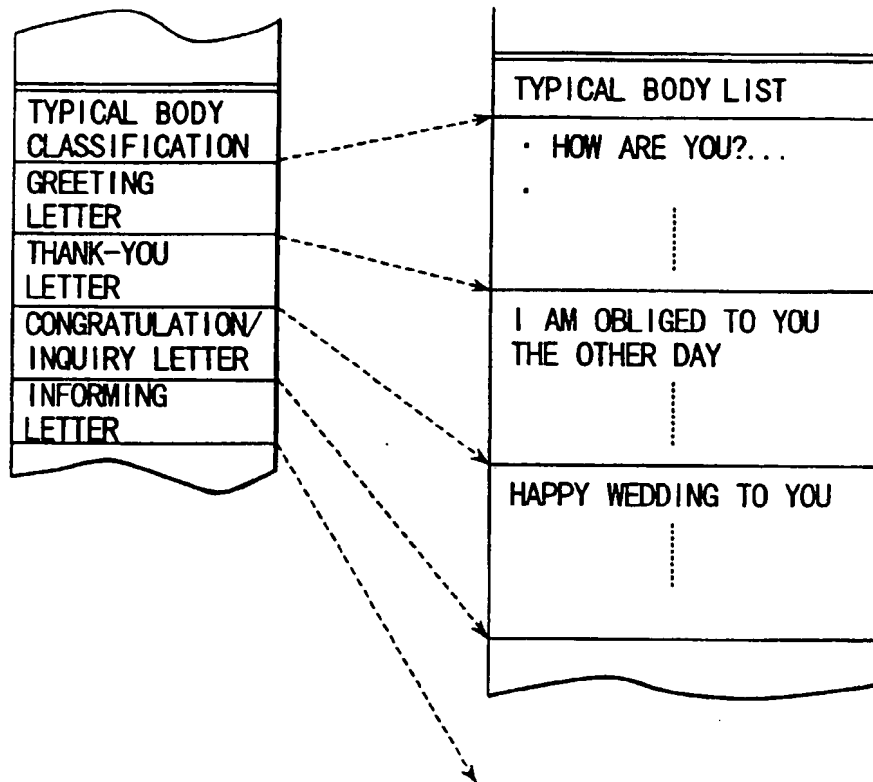 TYPICAL BODY
CLASSIFICATION
GREETING
LETTER
THANK-YOU
LETTER
CONGRATULATION/
INQUIRY LETTER
INFORMING
LETTER
TYPICAL BODY LIST
· HOW ARE YOU?...
·
I AM OBLIGED TO YOU
THE OTHER DAY
HAPPY WEDDING TO YOU